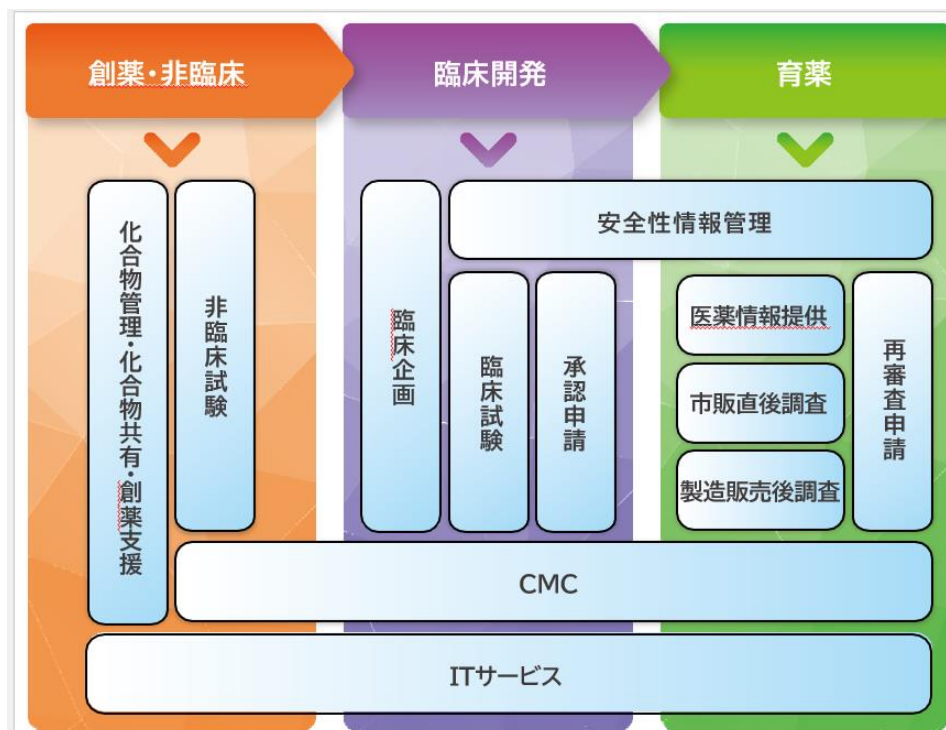 創薬・非臨床
臨床開発
育薬
化合物管理・化合物共有・創薬支援
非臨床試験
臨床企画
安全性情報管理
臨床試験
承認申請
医薬情報提供
市販直後調査
製造販売後調査
再審査申請
CMC
ITサービス